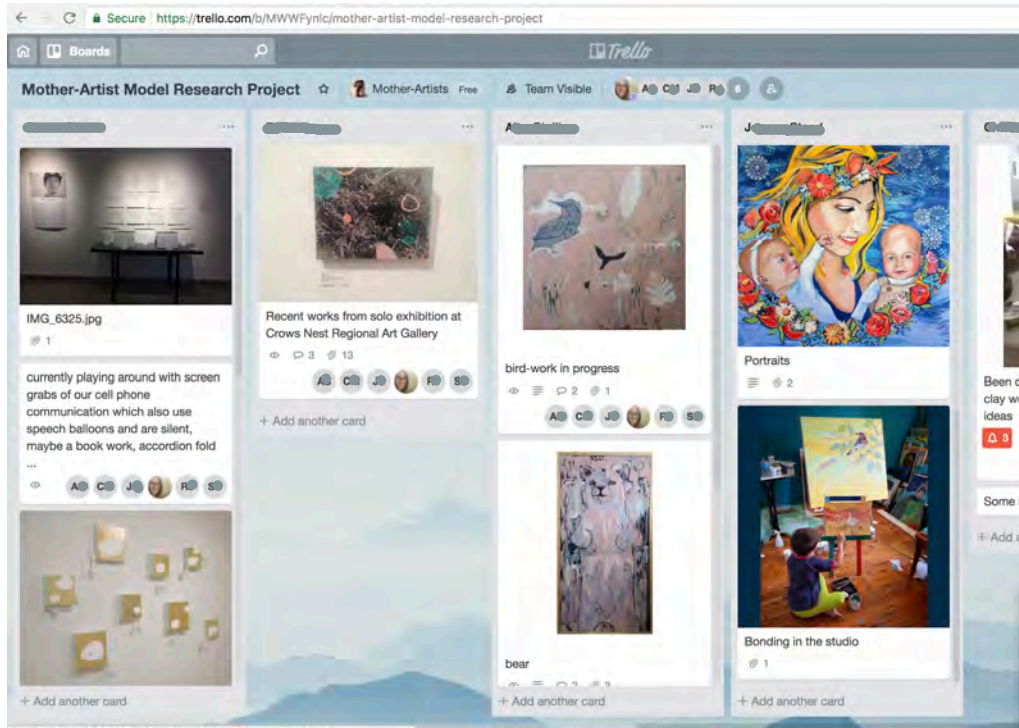 Secure https://trello.com/b/MWWFynlc/mother-artist-model-research-project
Boards
Trello
Mother-Artist Model Research Project
Mother-Artists Free
Team Visible
6
IMG_6325.jpg
1
currently playing around with screen
grabs of our cell phone
communication which also use
speech balloons and are silent,
maybe a book work, accordion fold
...
+ Add another card
Recent works from solo exhibition at
Crows Nest Regional Art Gallery
3 13
+ Add another card
bird-work in progress
2 1
bear
+ Add another card
Portraits
2
Bonding in the studio
1
+ Add another card
Been
clay
ideas
3
Some
+ Add